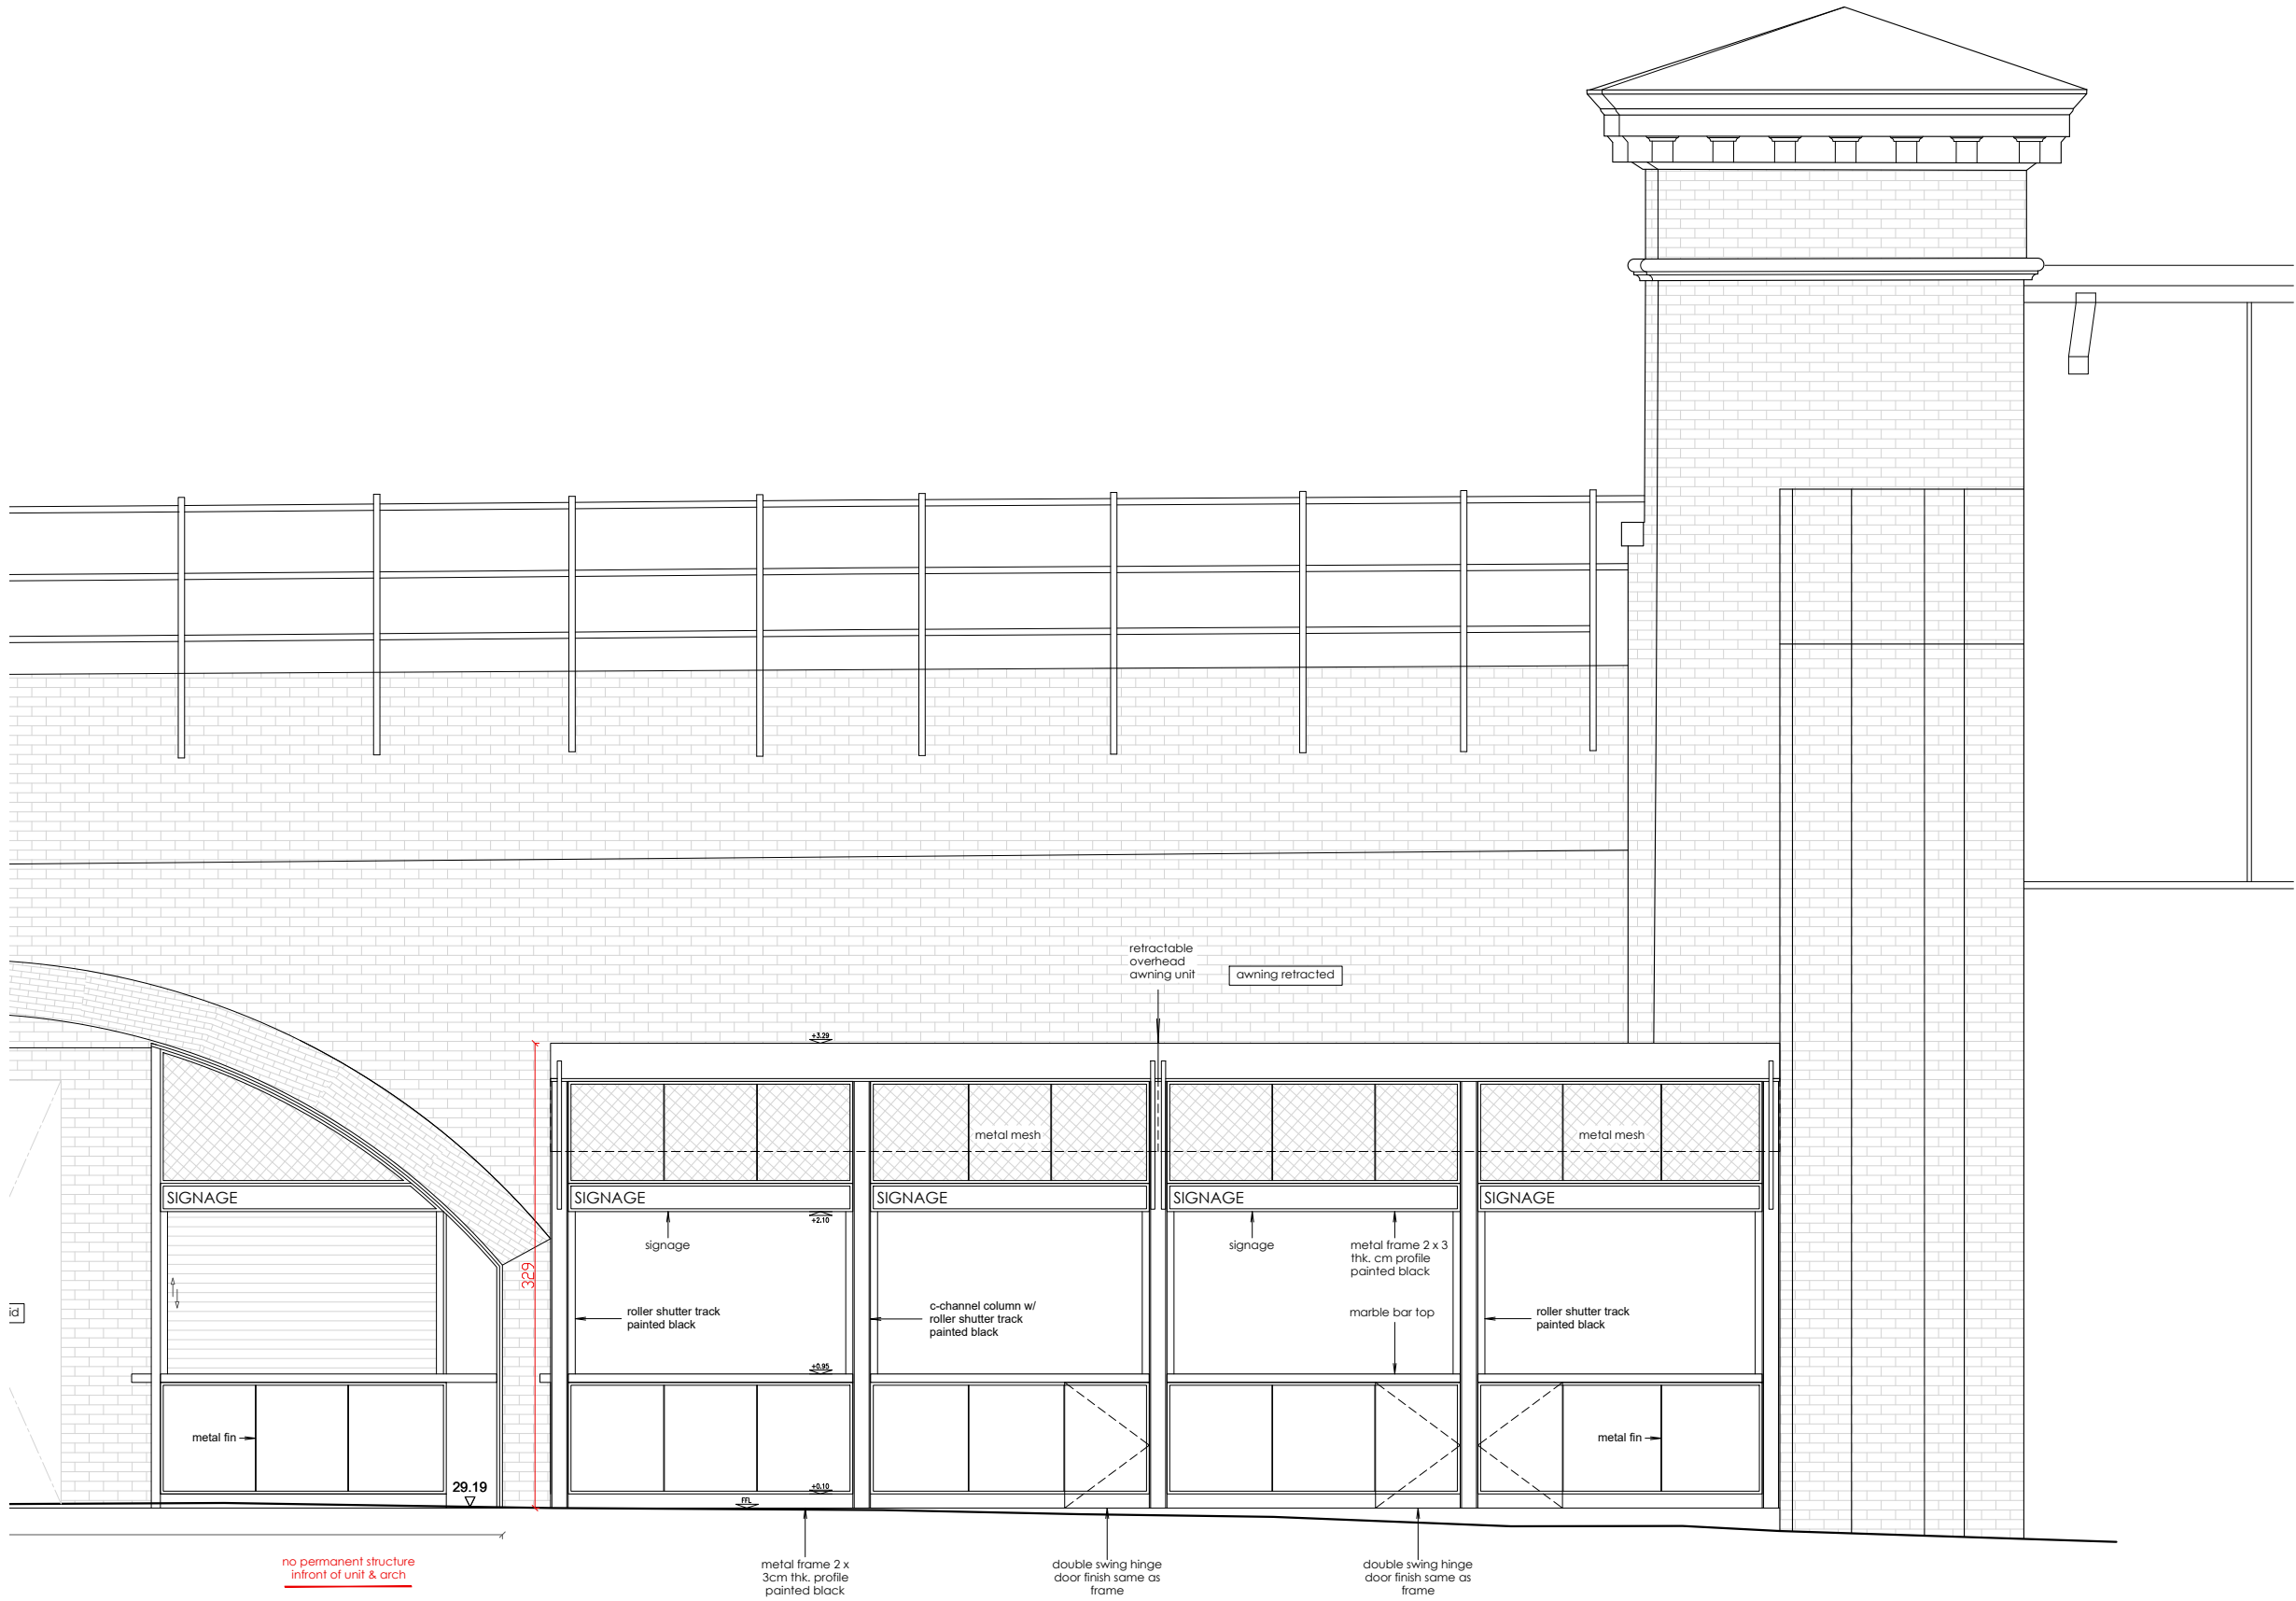 retractable
overhead
awning unit
awning retracted
+3.29
metal mesh
metal mesh
SIGNAGE
SIGNAGE
SIGNAGE
SIGNAGE
SIGNAGE
+2.10
signage
signage
metal frame 2 x 3
thk. cm profile
painted black
329
id
roller shutter track
painted black
c-channel column w/
roller shutter track
painted black
marble bar top
roller shutter track
painted black
+0.95
metal fin
metal fin
29.19
+0.10
FFL
no permanent structure
infront of unit & arch
metal frame 2 x
3cm thk. profile
painted black
double swing hinge
door finish same as
frame
double swing hinge
door finish same as
frame